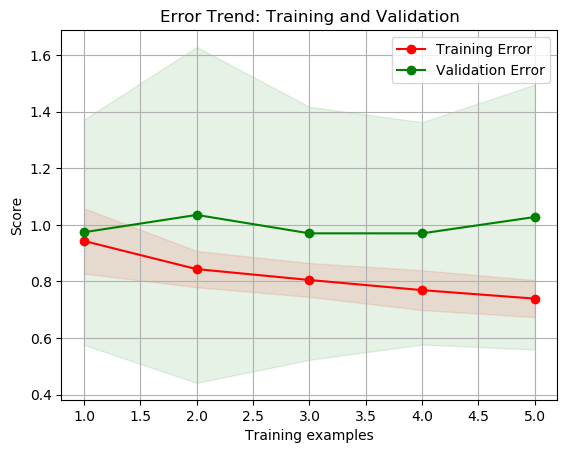 Error Trend: Training and Validation
Training Error
Validation Error
Score
1.6
1.4
1.2
1.0
0.8
0.6
0.4
1.0 1.5 2.0 2.5 3.0 3.5 4.0 4.5 5.0
Training examples